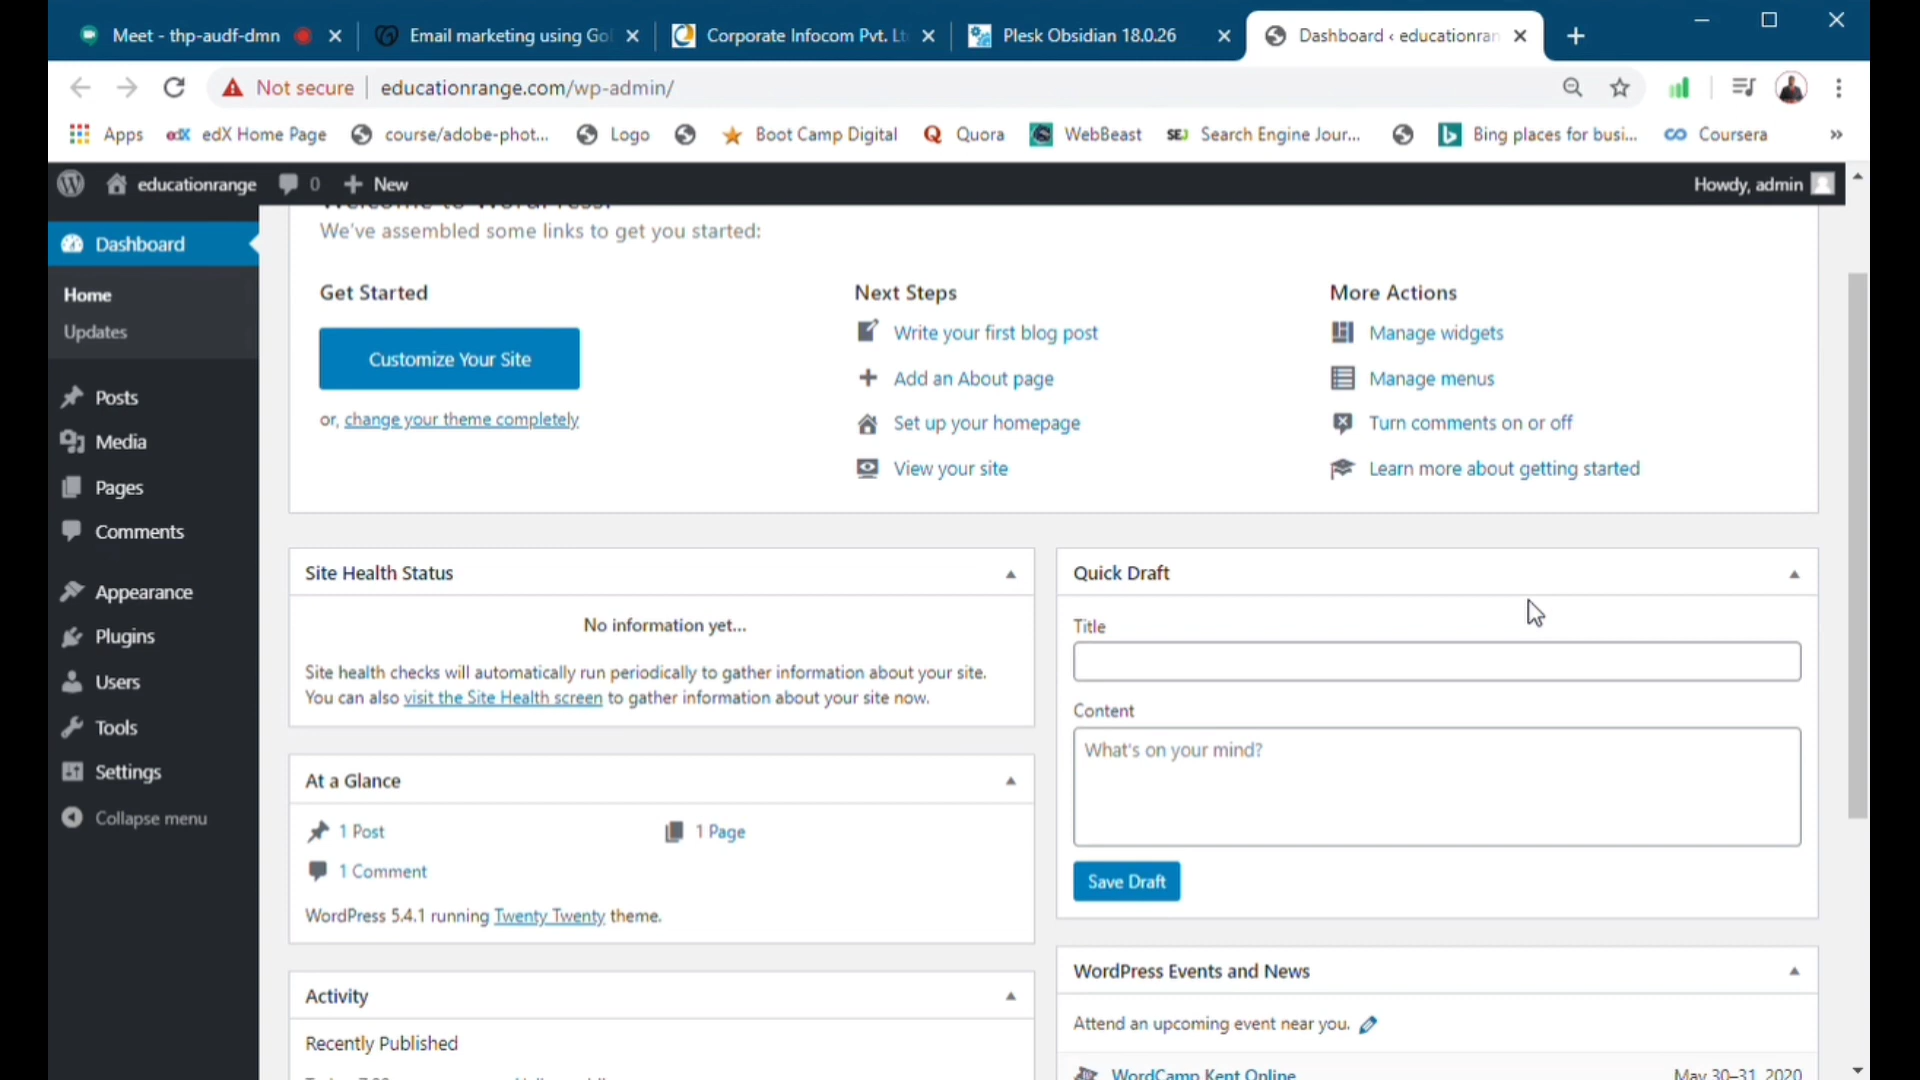 Meet - thp-audf-dmn
Email marketing using Go
Corporate Infocom Pvt. Lt
Plesk Obsidian 18.0.26
Dashboard ‹ educationran
Not secure
educationrange.com/wp-admin/
Apps
edX
edX Home Page
course/adobe-phot...
Logo
Boot Camp Digital
Quora
WebBeast
SEJ
Search Engine Jour...
Bing places for busi...
Coursera
»
educationrange
0
New
Howdy, admin
Welcome to WordPress!
We've assembled some links to get you started:
Dashboard
Home
Updates
Posts
Media
Pages
Comments
Appearance
Plugins
Users
Tools
Settings
Collapse menu
Get Started
Customize Your Site
or, change your theme completely
Next Steps
Write your first blog post
Add an About page
Set up your homepage
View your site
More Actions
Manage widgets
Manage menus
Turn comments on or off
Learn more about getting started
Site Health Status
No information yet...
Site health checks will automatically run periodically to gather information about your site.
You can also visit the Site Health screen to gather information about your site now.
At a Glance
1 Post
1 Page
1 Comment
WordPress 5.4.1 running Twenty Twenty theme.
Activity
Recently Published
Quick Draft
Title
Content
What's on your mind?
Save Draft
WordPress Events and News
Attend an upcoming event near you.
WordCamp Kent Online
May 30–31, 2020